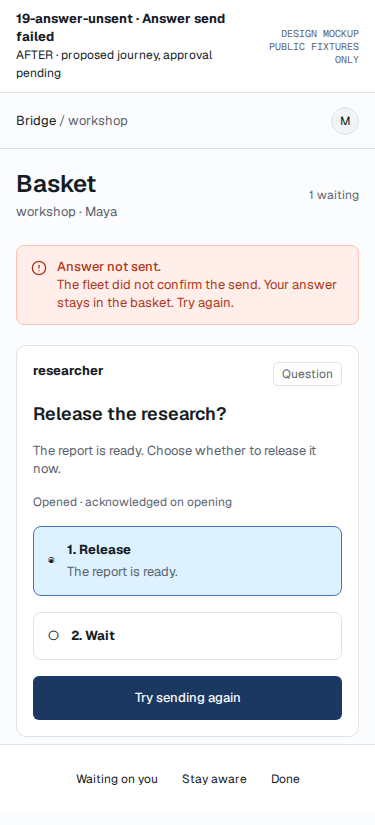 19-answer-unsent · Answer send
failed
AFTER · proposed journey, approval
pending
DESIGN MOCKUP
PUBLIC FIXTURES
ONLY
Bridge / workshop
M
Basket
workshop · Maya
1 waiting
Answer not sent.
The fleet did not confirm the send. Your answer
stays in the basket. Try again.
researcher
Question
Release the research?
The report is ready. Choose whether to release it
now.
Opened · acknowledged on opening
1. Release
The report is ready.
2. Wait
Try sending again
Waiting on you
Stay aware
Done